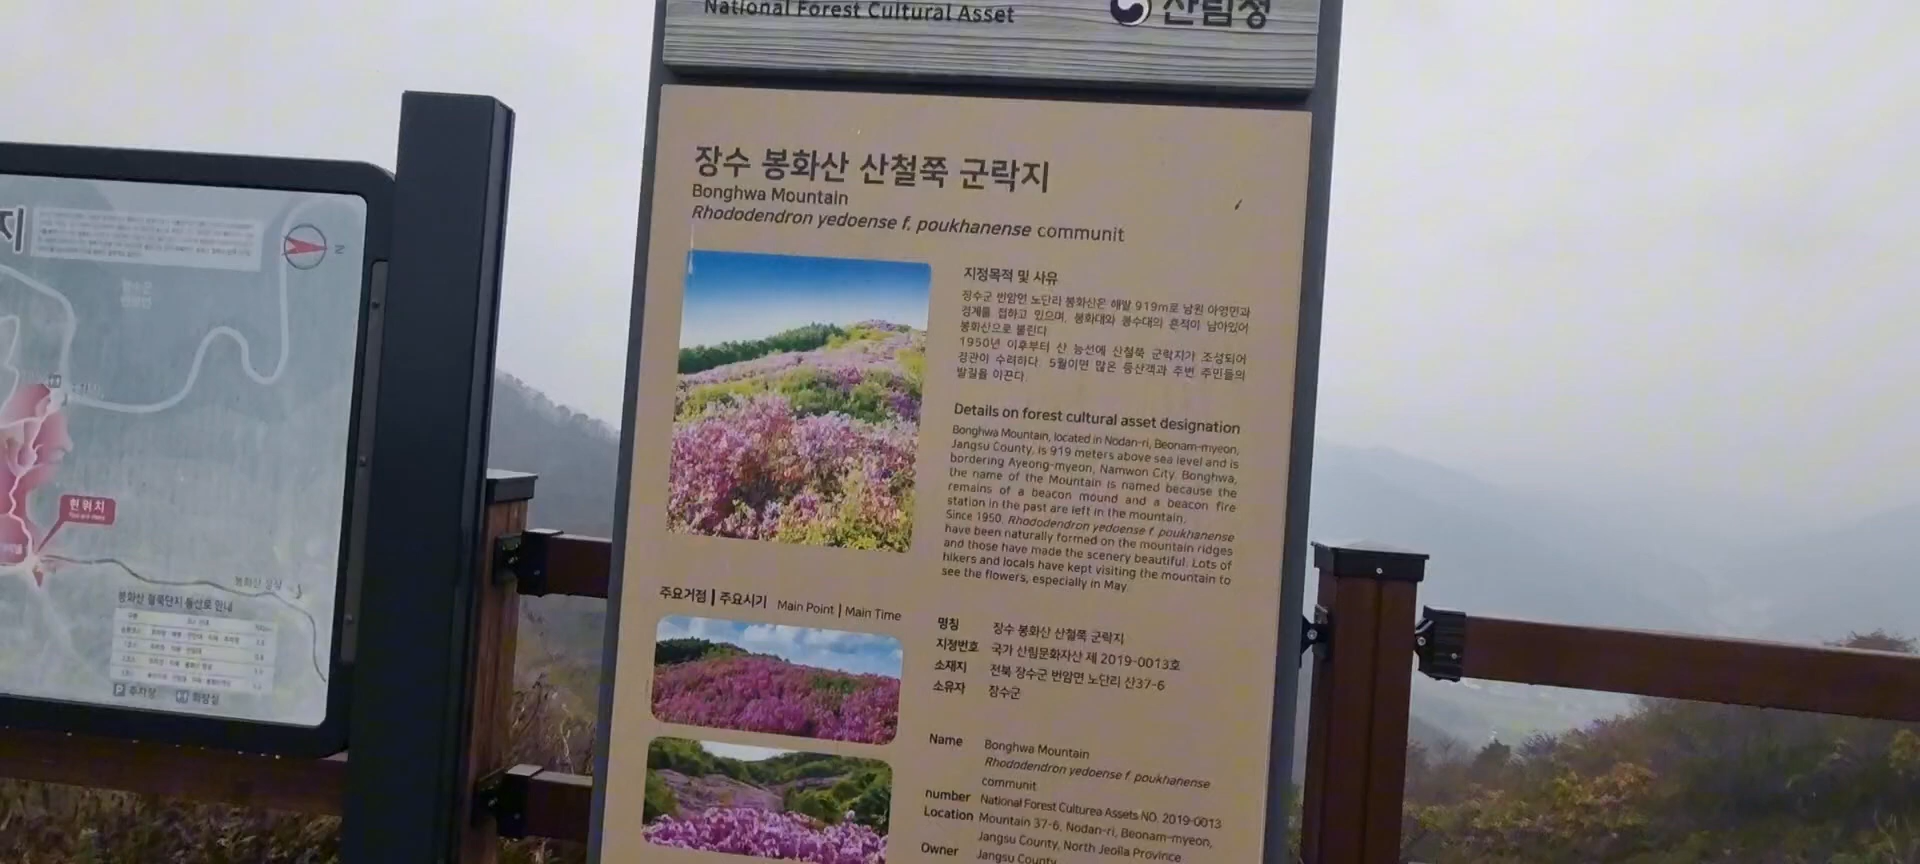 National Forest Cultural Asset
산림청
장수 봉화산 산철쭉 군락지
Bonghwa Mountain
Rhododendron yedoense f. poukhanense communit
지정목적 및 사유
장수군 번암면 노단리 봉화산은 해발 919m로 남원 아영면과
경계를 접하고 있으며, 봉화대와 봉수대의 흔적이 남아있어
봉화산으로 불린다.
1950년 이후부터 산 능선에 산철쭉 군락지가 조성되어
경관이 수려하다. 5월이면 많은 등산객과 주변 주민들의
발길을 이끈다.
Details on forest cultural asset designation
Bonghwa Mountain, located in Nodan-ri, Beonam-myeon,
Jangsu County, is 919 meters above sea level and is
bordering Ayeong-myeon, Namwon City. Bonghwa,
the name of the Mountain is named because the
remains of a beacon mound and a beacon fire
station in the past are left in the mountain.
Since 1950, Rhododendron yedoense f. poukhanense
have been naturally formed on the mountain ridges
and those have made the scenery beautiful. Lots of
hikers and locals have kept visiting the mountain to
see the flowers, especially in May.
주요거점 | 주요시기 Main Point | Main Time
명칭 장수 봉화산 산철쭉 군락지
지정번호 국가 산림문화자산 제 2019-0013호
소재지 전북 장수군 번암면 노단리 산37-6
소유자 장수군
Name Bonghwa Mountain
Rhododendron yedoense f. poukhanense
communit
number National Forest Culturea Assets NO. 2019-0013
Location Mountain 37-6, Nodan-ri, Beonam-myeon,
Jangsu County, North Jeolla Province
Owner Jangsu County
지
N
현위치
You are Here
봉화산 정상
봉화산 철쭉단지 등산로 안내
P 주차장 화장실